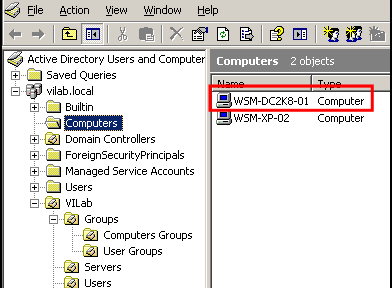 File Action View Window Help
Active Directory Users and Computer
Saved Queries
vilab.local
Builtin
Computers
Domain Controllers
ForeignSecurityPrincipals
Managed Service Accounts
Users
VILab
Groups
Computers Groups
User Groups
Servers
Users
Computers 2 objects
Name Type
WSM-DC2K8-01 Computer
WSM-XP-02 Computer